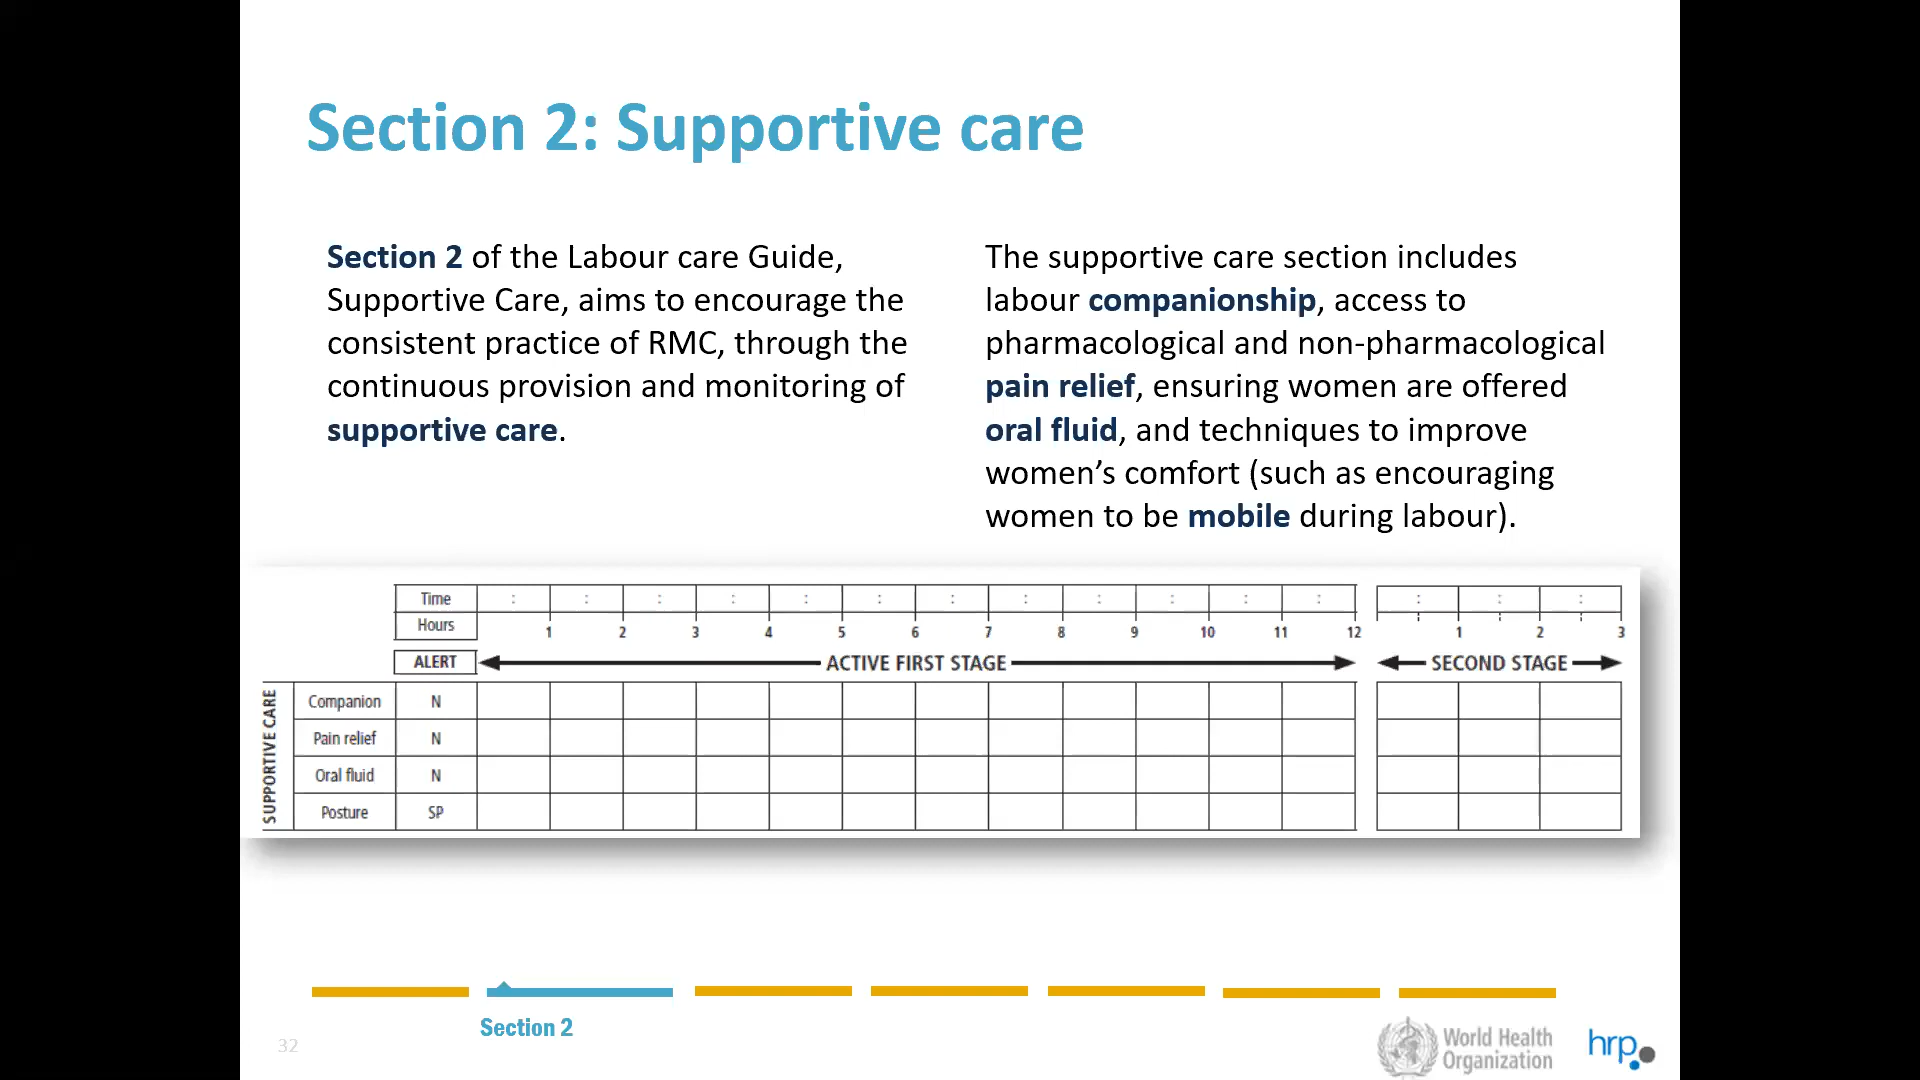 Section 2: Supportive care
Section 2 of the Labour care Guide,
Supportive Care, aims to encourage the
consistent practice of RMC, through the
continuous provision and monitoring of
supportive care.
The supportive care section includes
labour companionship, access to
pharmacological and non-pharmacological
pain relief, ensuring women are offered
oral fluid, and techniques to improve
women’s comfort (such as encouraging
women to be mobile during labour).
Time : : : : : : : : : : : : : : :
Hours 1 2 3 4 5 6 7 8 9 10 11 12 1 2 3
ALERT ACTIVE FIRST STAGE SECOND STAGE
SUPPORTIVE CARE
Companion N
Pain relief N
Oral fluid N
Posture SP
Section 2
32
World Health
Organization
hrp